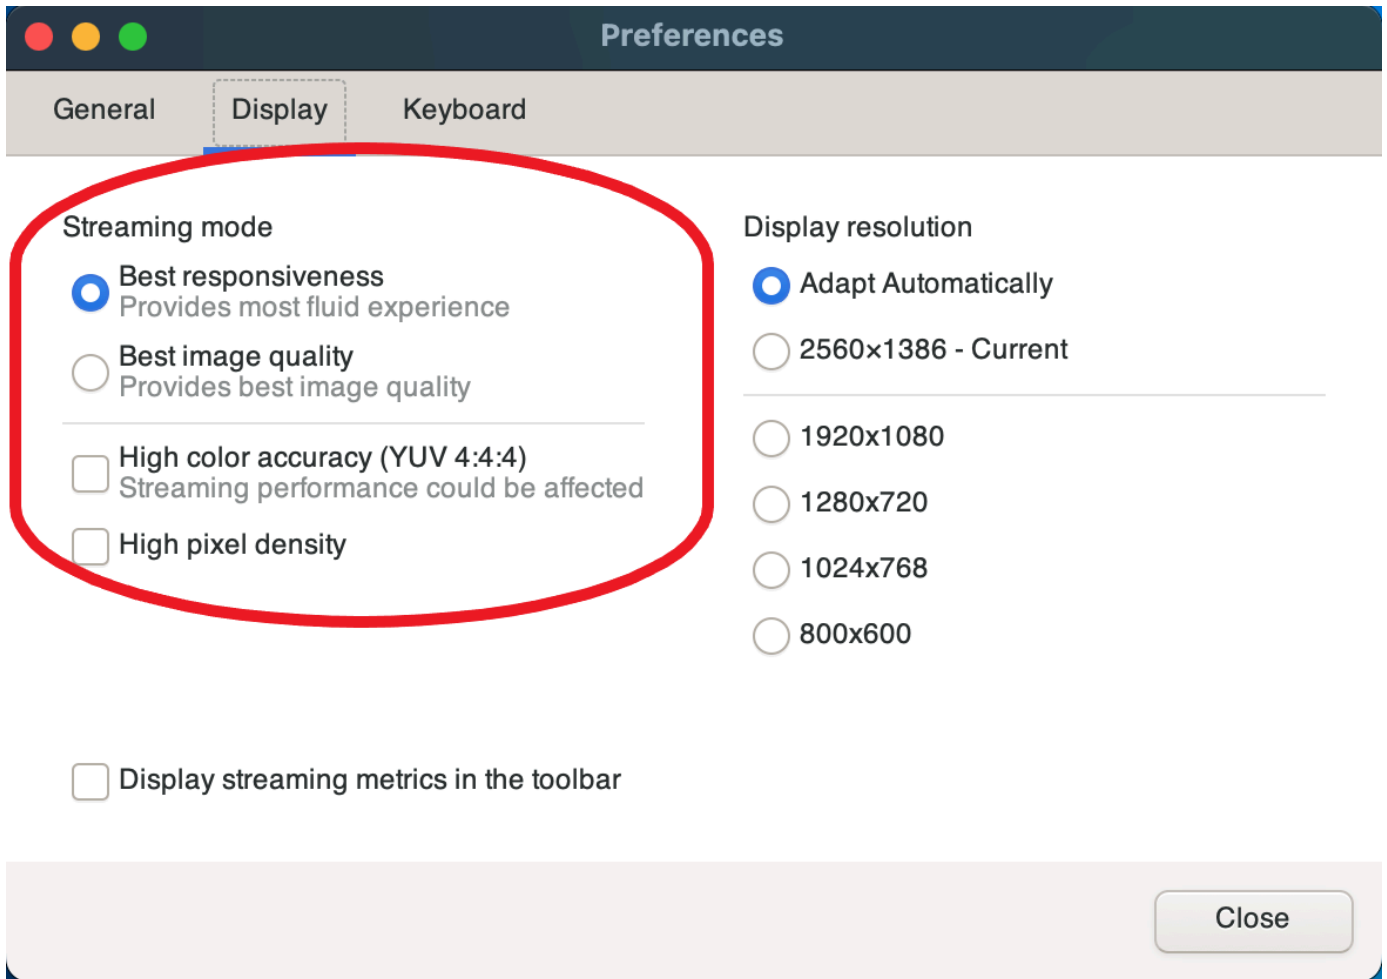 Preferences
General
Display
Keyboard
Streaming mode
Best responsiveness
Provides most fluid experience
Best image quality
Provides best image quality
High color accuracy (YUV 4:4:4)
Streaming performance could be affected
High pixel density
Display resolution
Adapt Automatically
2560×1386 - Current
1920x1080
1280x720
1024x768
800x600
Display streaming metrics in the toolbar
Close